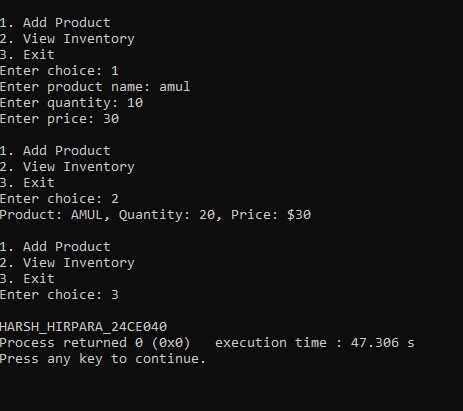 1. Add Product
2. View Inventory
3. Exit
Enter choice: 1
Enter product name: amul
Enter quantity: 10
Enter price: 30
1. Add Product
2. View Inventory
3. Exit
Enter choice: 2
Product: AMUL, Quantity: 20, Price: $30
1. Add Product
2. View Inventory
3. Exit
Enter choice: 3
HARSH_HIRPARA_24CE040
Process returned 0 (0x0)   execution time : 47.306 s
Press any key to continue.